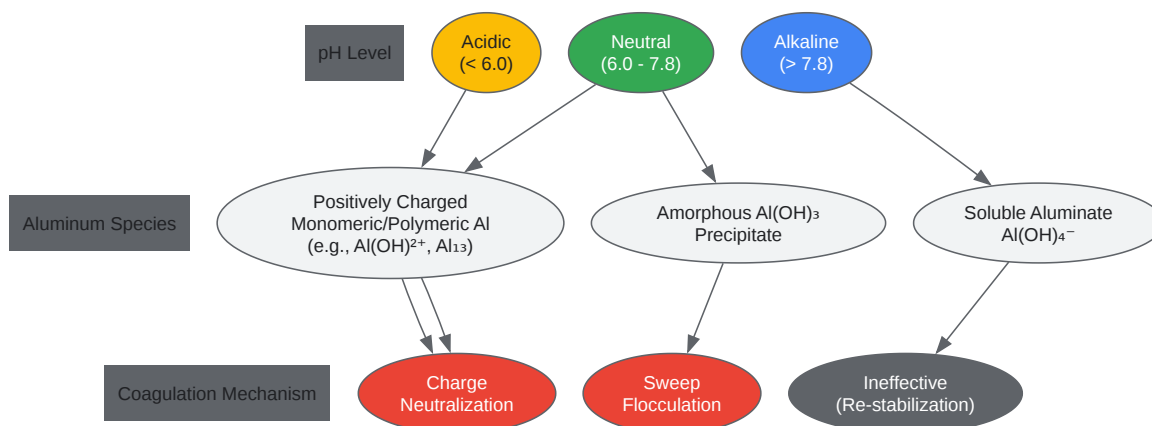 pH Level
Acidic
(< 6.0)
Neutral
(6.0 - 7.8)
Alkaline
(> 7.8)
Aluminum Species
Positively Charged
Monomeric/Polymeric Al
(e.g., Al(OH)²⁺, Al₁₃)
Amorphous Al(OH)₃
Precipitate
Soluble Aluminate
Al(OH)₄⁻
Coagulation Mechanism
Charge
Neutralization
Sweep
Flocculation
Ineffective
(Re-stabilization)